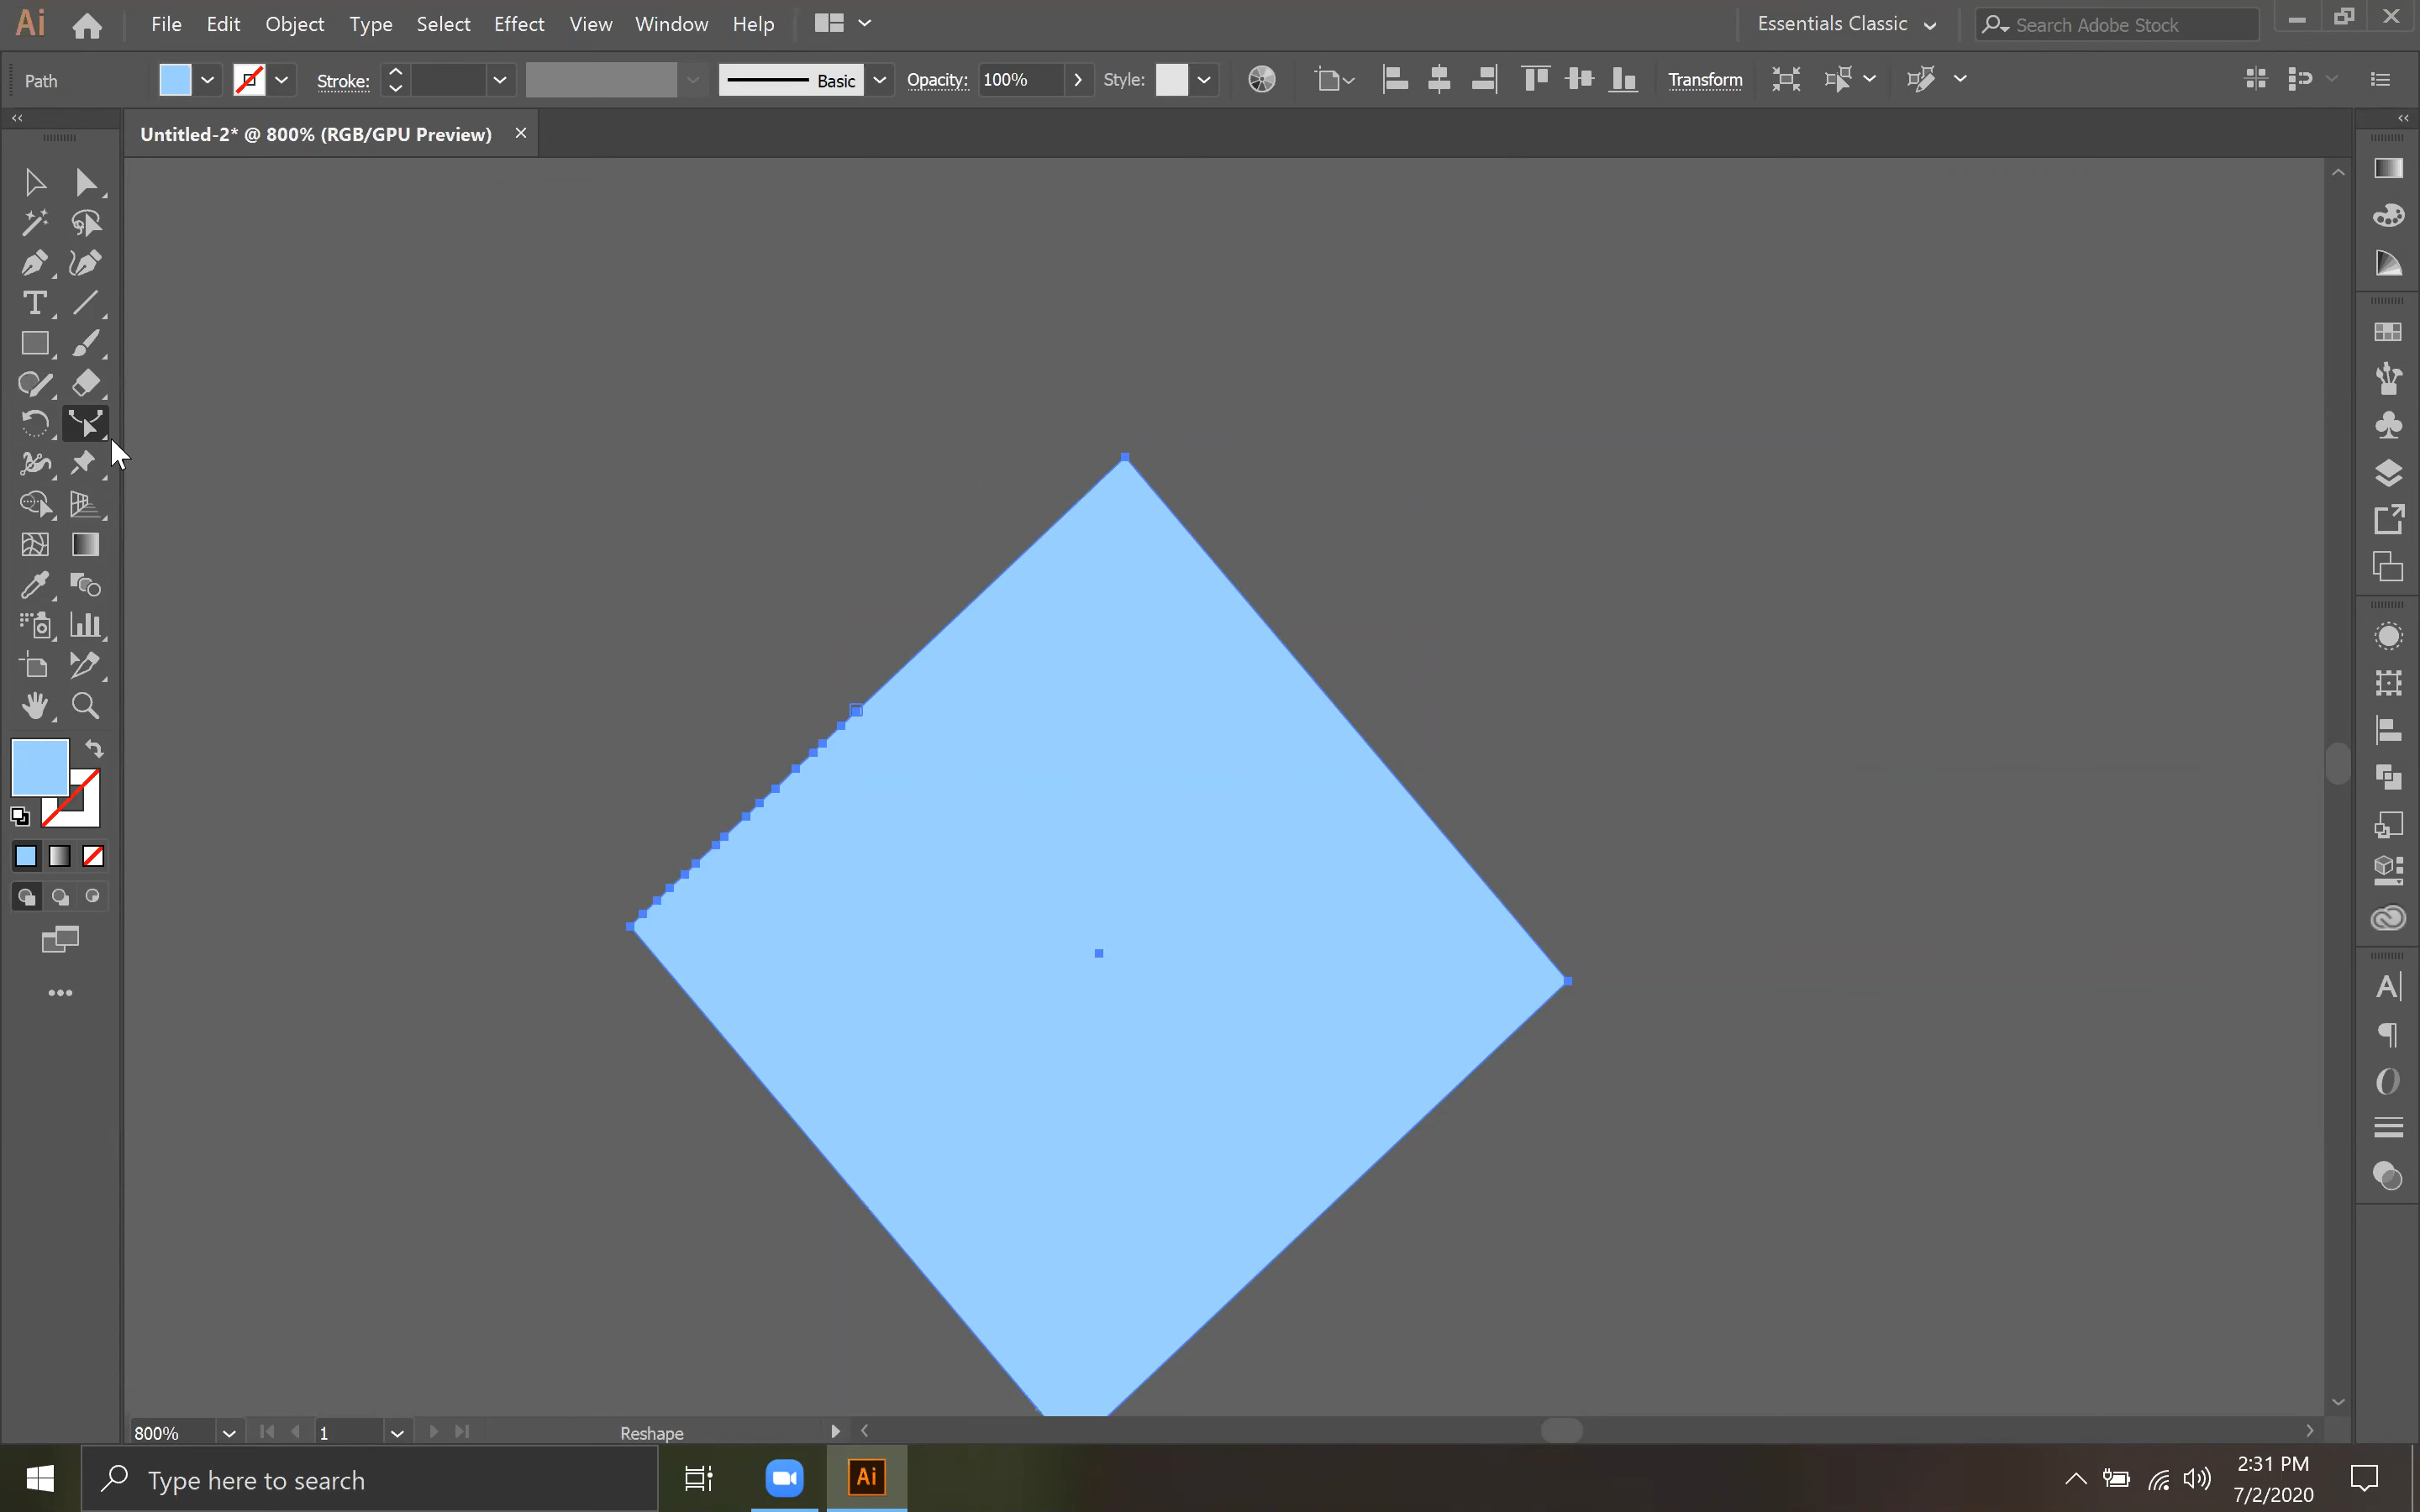 Ai File Edit Object Type Select Effect View Window Help Essentials Classic Search Adobe Stock
Path Stroke: Basic Opacity: 100% Style: Transform
Untitled-2* @ 800% (RGB/GPU Preview)
800% 1 Reshape
Type here to search Ai 2:31 PM
7/2/2020